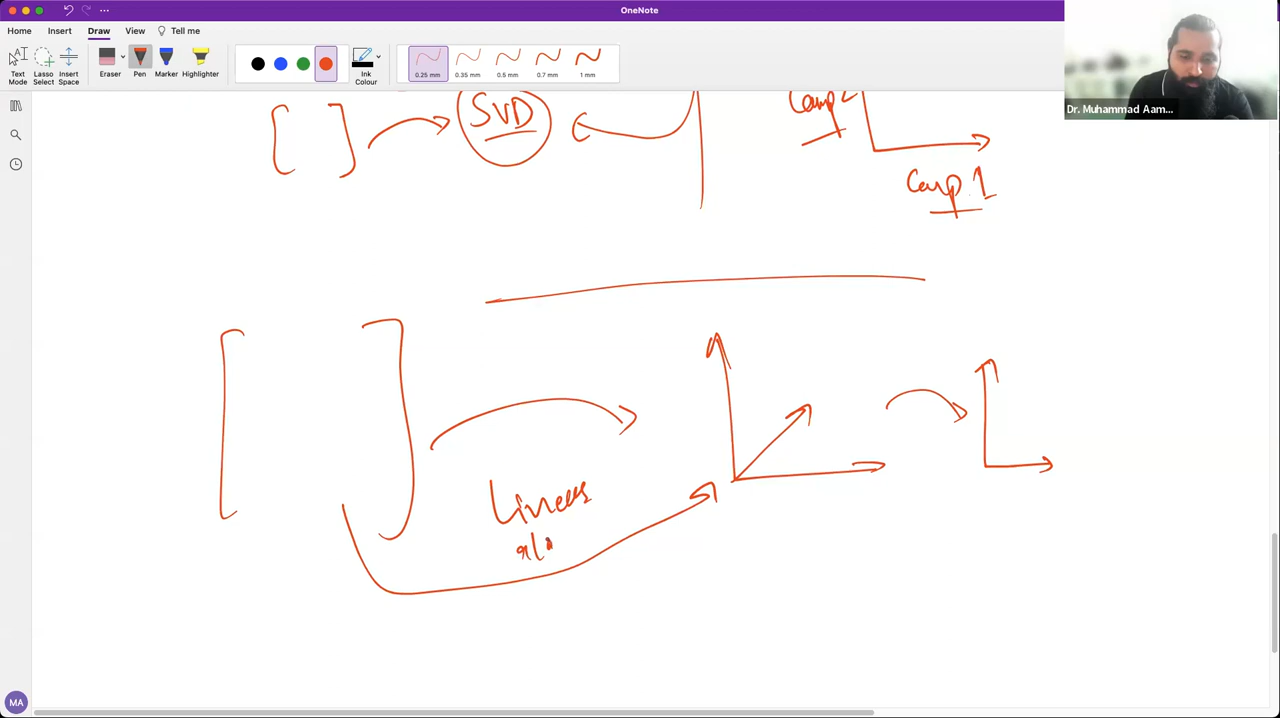 OneNote
Home Insert Draw View Tell me
Text Mode
Lasso Select
Insert Space
Eraser
Pen
Marker
Highlighter
Ink Colour
0.25 mm
0.35 mm
0.5 mm
0.7 mm
1 mm
Dr. Muhammad Aam...
SVD
Comp 2
Comp 1
Linear
MA